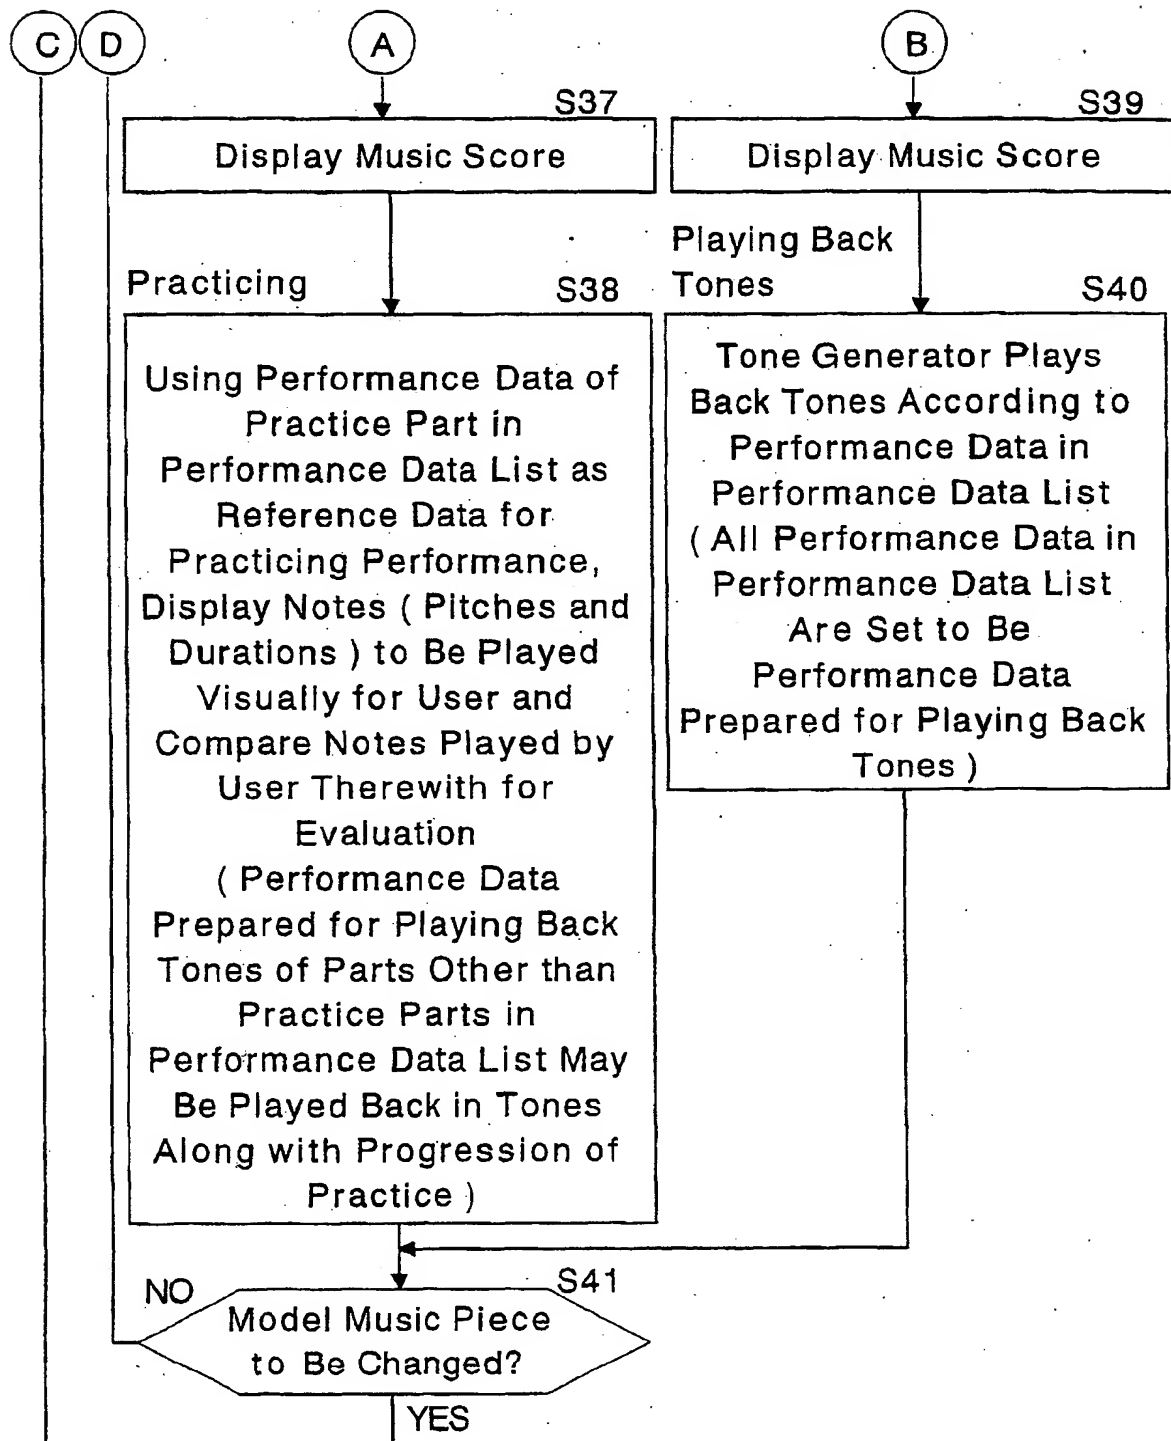 C D A B
S37
Display Music Score
S39
Display Music Score
Practicing
S38
Using Performance Data of
Practice Part in
Performance Data List as
Reference Data for
Practicing Performance,
Display Notes ( Pitches and
Durations ) to Be Played
Visually for User and
Compare Notes Played by
User Therewith for
Evaluation
( Performance Data
Prepared for Playing Back
Tones of Parts Other than
Practice Parts in
Performance Data List May
Be Played Back in Tones
Along with Progression of
Practice )
Playing Back
Tones
S40
Tone Generator Plays
Back Tones According to
Performance Data in
Performance Data List
( All Performance Data in
Performance Data List
Are Set to Be
Performance Data
Prepared for Playing Back
Tones )
NO
S41
Model Music Piece
to Be Changed?
YES